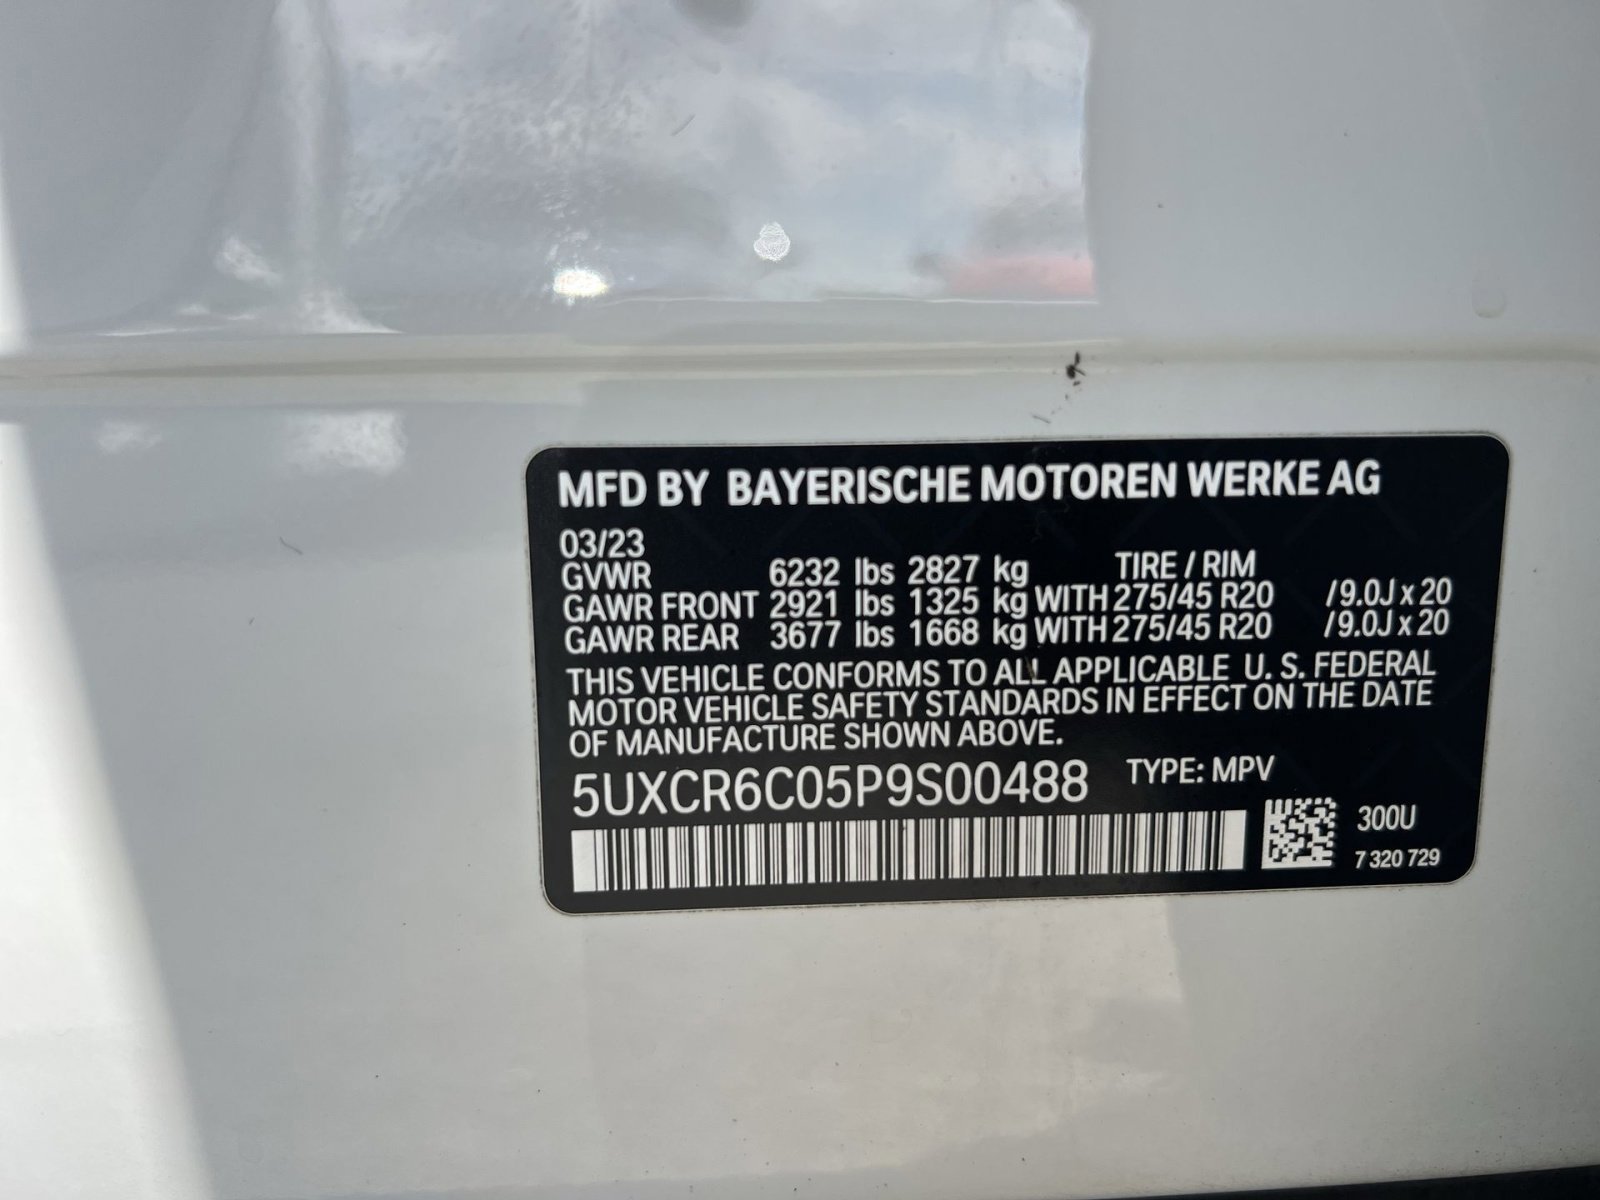 MFD BY BAYERISCHE MOTOREN WERKE AG
03/23
GVWR 6232 lbs 2827 kg TIRE / RIM
GAWR FRONT 2921 lbs 1325 kg WITH 275/45 R20 /9.0J x 20
GAWR REAR 3677 lbs 1668 kg WITH 275/45 R20 /9.0J x 20
THIS VEHICLE CONFORMS TO ALL APPLICABLE U. S. FEDERAL
MOTOR VEHICLE SAFETY STANDARDS IN EFFECT ON THE DATE
OF MANUFACTURE SHOWN ABOVE.
5UXCR6C05P9S00488 TYPE: MPV
300U
7 320 729